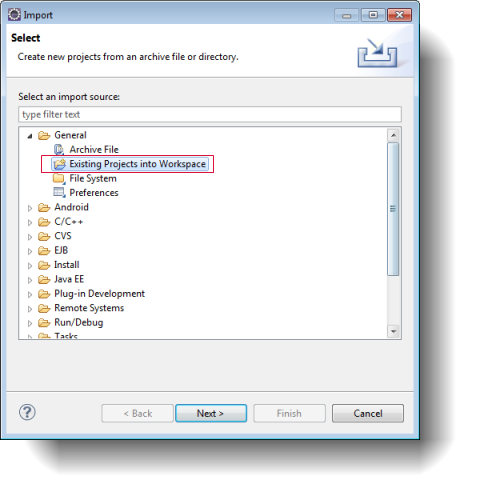 Import
Select
Create new projects from an archive file or directory.
Select an import source:
type filter text
General
Archive File
Existing Projects into Workspace
File System
Preferences
Android
C/C++
CVS
EJB
Install
Java EE
Plug-in Development
Remote Systems
Run/Debug
Tasks
?
< Back
Next >
Finish
Cancel